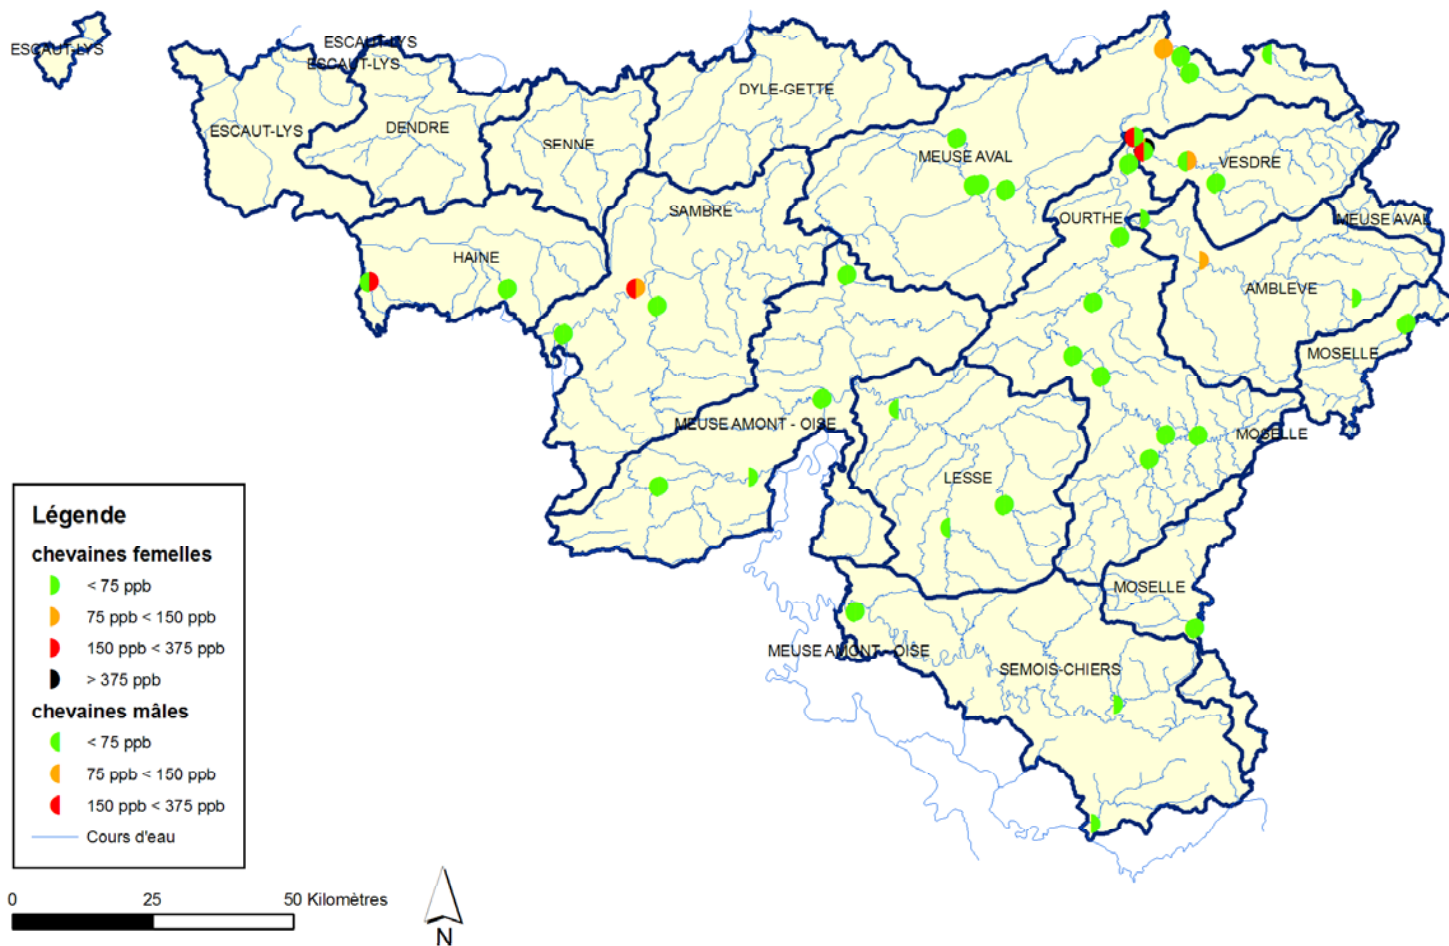 ESCAUT-LYS
ESCAUT-LYS
ESCAUT-LYS
ESCAUT-LYS
DENDRE
SENNE
DYLE-GETTE
MEUSE AVAL
VESDRE
SAMBRE
OURTHE
MEUSE AVAL
HAINE
AMBLEVE
MOSELLE
MEUSE AMONT - OISE
MOSELLE
LESSE
MOSELLE
MEUSE AMONT - OISE
SEMOIS-CHIERS
Légende
chevaines femelles
< 75 ppb
75 ppb < 150 ppb
150 ppb < 375 ppb
> 375 ppb
chevaines mâles
< 75 ppb
75 ppb < 150 ppb
150 ppb < 375 ppb
Cours d'eau
0 25 50 Kilomètres
N